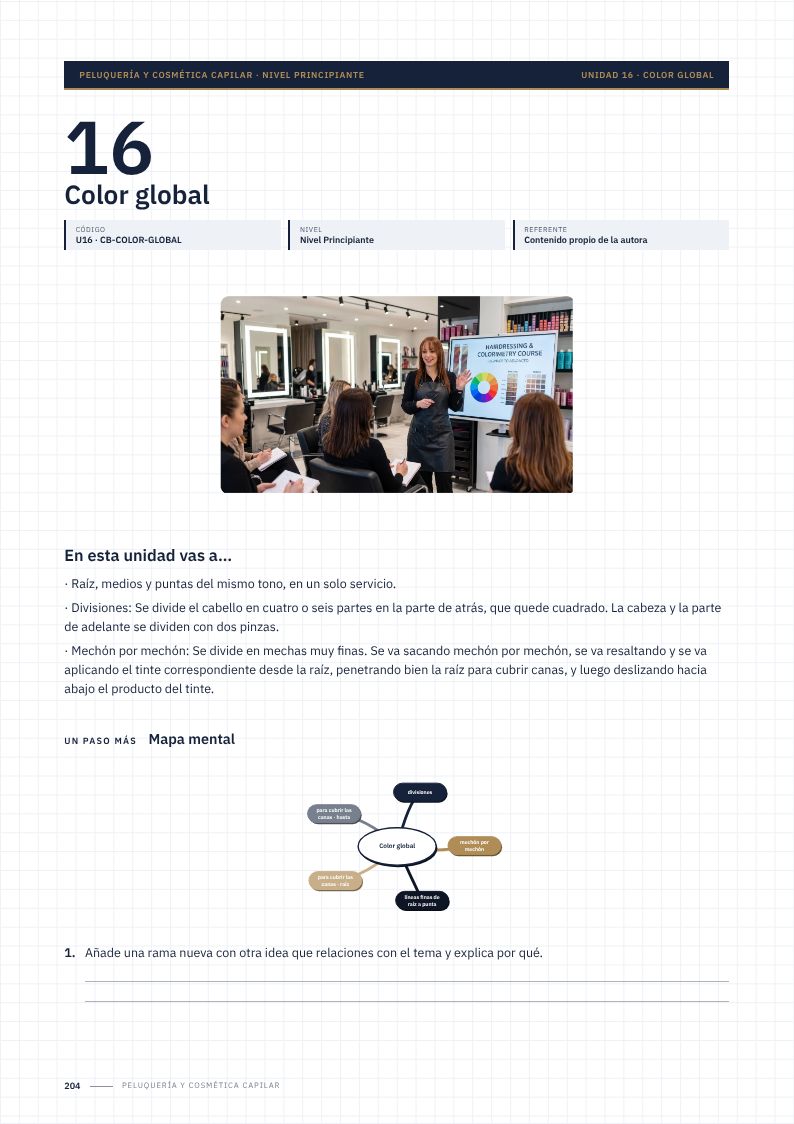 PELUQUERÍA Y COSMÉTICA CAPILAR · NIVEL PRINCIPIANTE
UNIDAD 16 · COLOR GLOBAL
16
Color global
CÓDIGO
U16 · CB-COLOR-GLOBAL
NIVEL
Nivel Principiante
REFERENTE
Contenido propio de la autora
HAIRDRESSING &
COLORIMETRY COURSE
En esta unidad vas a...
· Raíz, medios y puntas del mismo tono, en un solo servicio.
· Divisiones: Se divide el cabello en cuatro o seis partes en la parte de atrás, que quede cuadrado. La cabeza y la parte
de adelante se dividen con dos pinzas.
· Mechón por mechón: Se divide en mechas muy finas. Se va sacando mechón por mechón, se va resaltando y se va
aplicando el tinte correspondiente desde la raíz, penetrando bien la raíz para cubrir canas, y luego deslizando hacia
abajo el producto del tinte.
UN PASO MÁS Mapa mental
divisiones
para cubrir las
canas · hasta
Color global
mechón por
mechón
para cubrir las
canas · raíz
líneas finas de
raíz a punta
1. Añade una rama nueva con otra idea que relaciones con el tema y explica por qué.
204
PELUQUERÍA Y COSMÉTICA CAPILAR